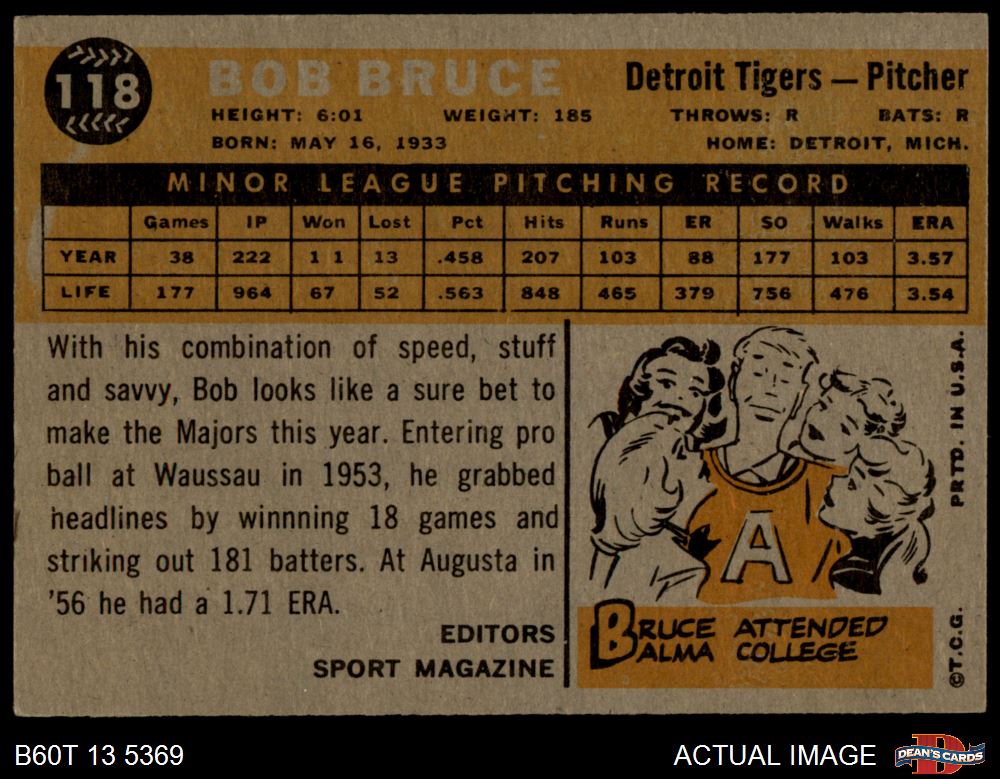 118
BOB BRUCE
Detroit Tigers — Pitcher
HEIGHT: 6:01 WEIGHT: 185 THROWS: R BATS: R
BORN: MAY 16, 1933 HOME: DETROIT, MICH.
MINOR LEAGUE PITCHING RECORD
Games IP Won Lost Pct Hits Runs ER SO Walks ERA
YEAR 38 222 11 13 .458 207 103 88 177 103 3.57
LIFE 177 964 67 52 .563 848 465 379 756 476 3.54
With his combination of speed, stuff
and savvy, Bob looks like a sure bet to
make the Majors this year. Entering pro
ball at Waussau in 1953, he grabbed
headlines by winnning 18 games and
striking out 181 batters. At Augusta in
'56 he had a 1.71 ERA.
EDITORS
SPORT MAGAZINE
A
BRUCE ATTENDED
ALMA COLLEGE
©T.C.G. PRTD. IN U.S.A.
B60T 13 5369
ACTUAL IMAGE
D
DEAN'S CARDS